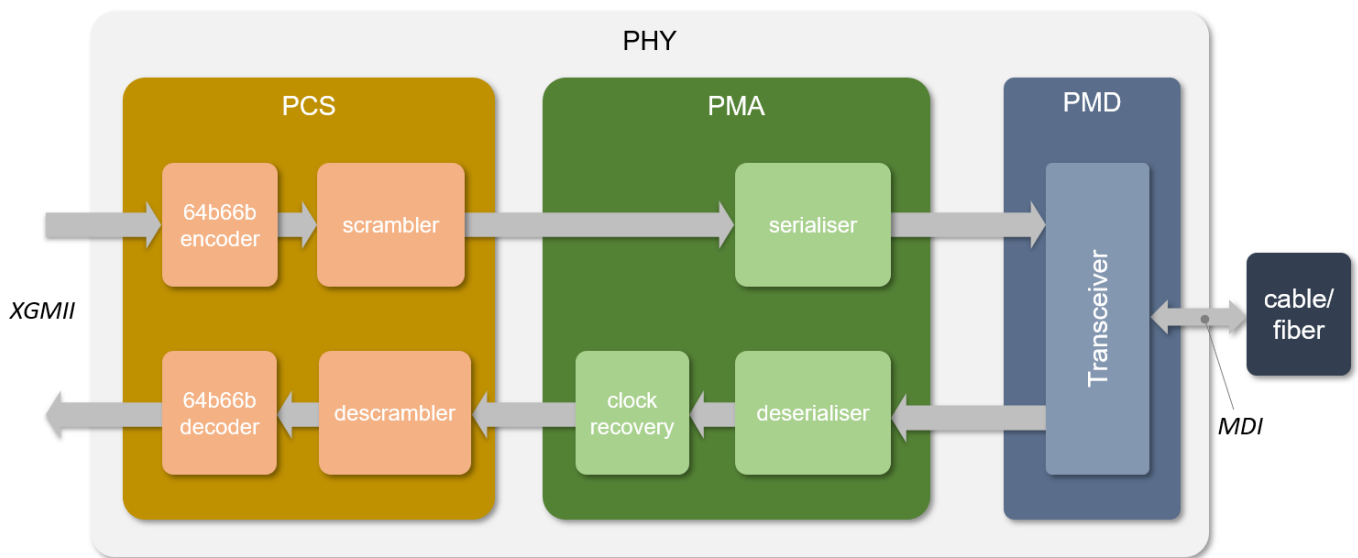 PHY
PCS
PMA
PMD
64b66b
encoder
scrambler
serialiser
Transceiver
XGMII
cable/
fiber
64b66b
decoder
descrambler
clock
recovery
deserialiser
MDI